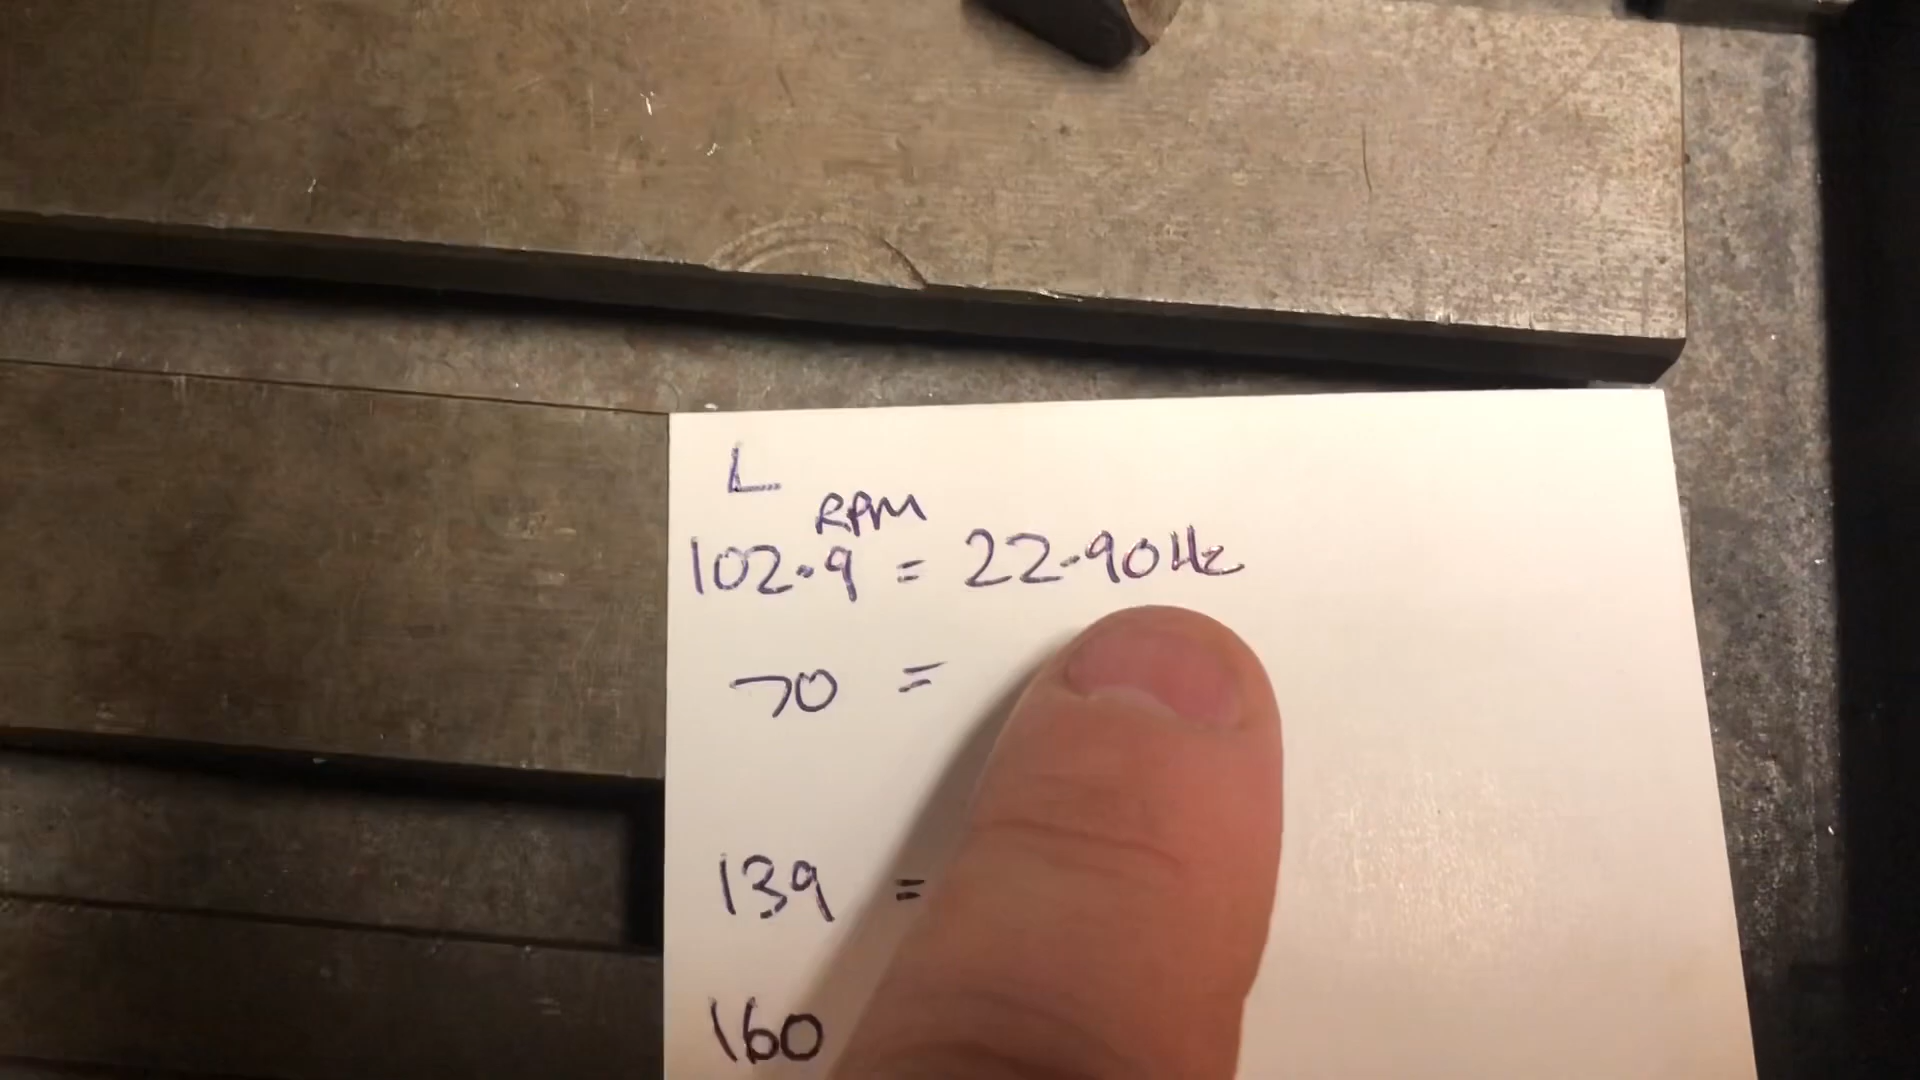 L
RPM
102.9 = 22.90Hz
70 =
139 =
160